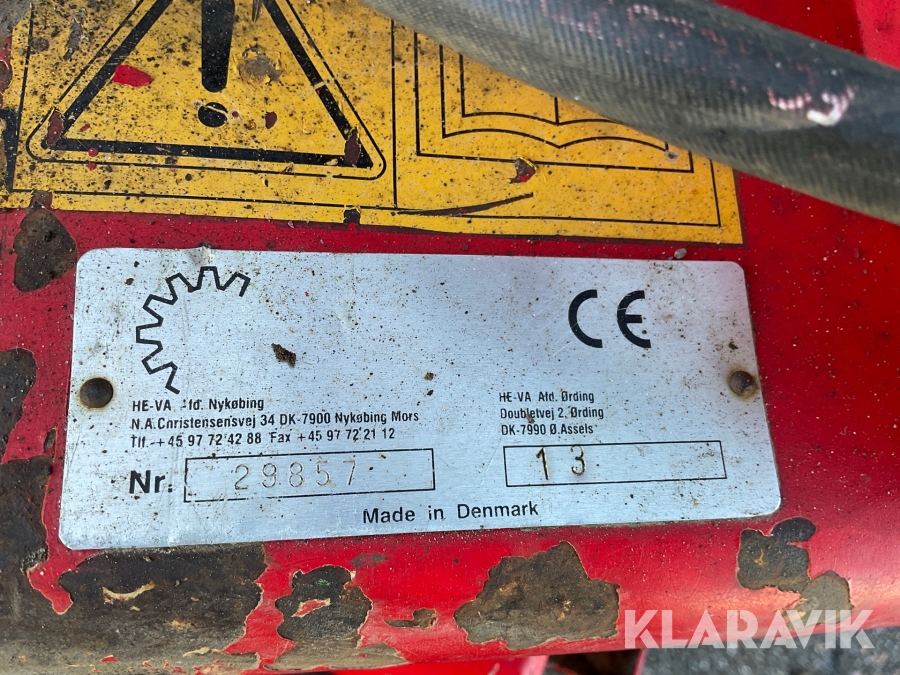 CE
HE-VA Afd. Nykøbing
N.A.Christensensvej 34 DK-7900 Nykøbing Mors
Tlf.-+45 97 72 42 88 Fax +45 97 72 21 12
HE-VA Afd. Ørding
Doubletvej 2, Ørding
DK-7990 Ø.Assels
Nr. 29857
13
Made in Denmark
KLARAVIK